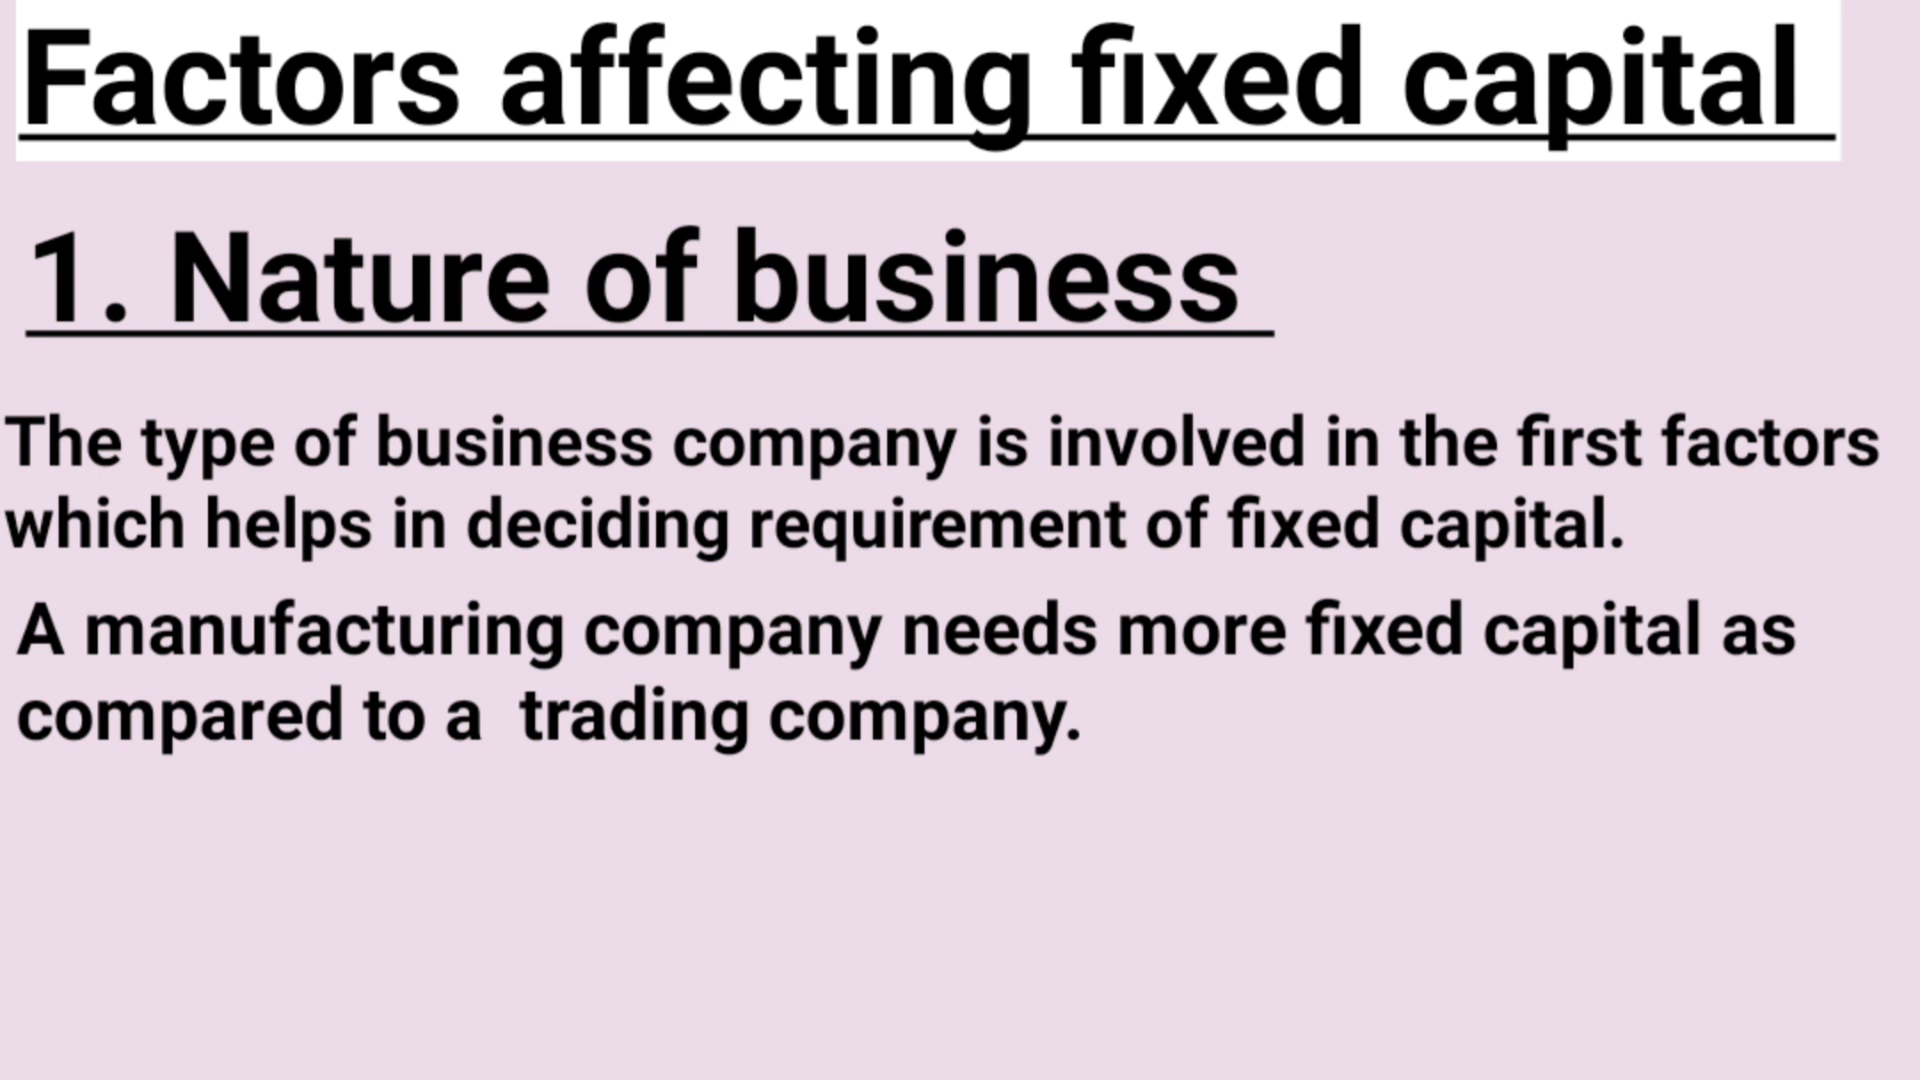 Factors affecting fixed capital
1. Nature of business
The type of business company is involved in the first factors
which helps in deciding requirement of fixed capital.
A manufacturing company needs more fixed capital as
compared to a  trading company.